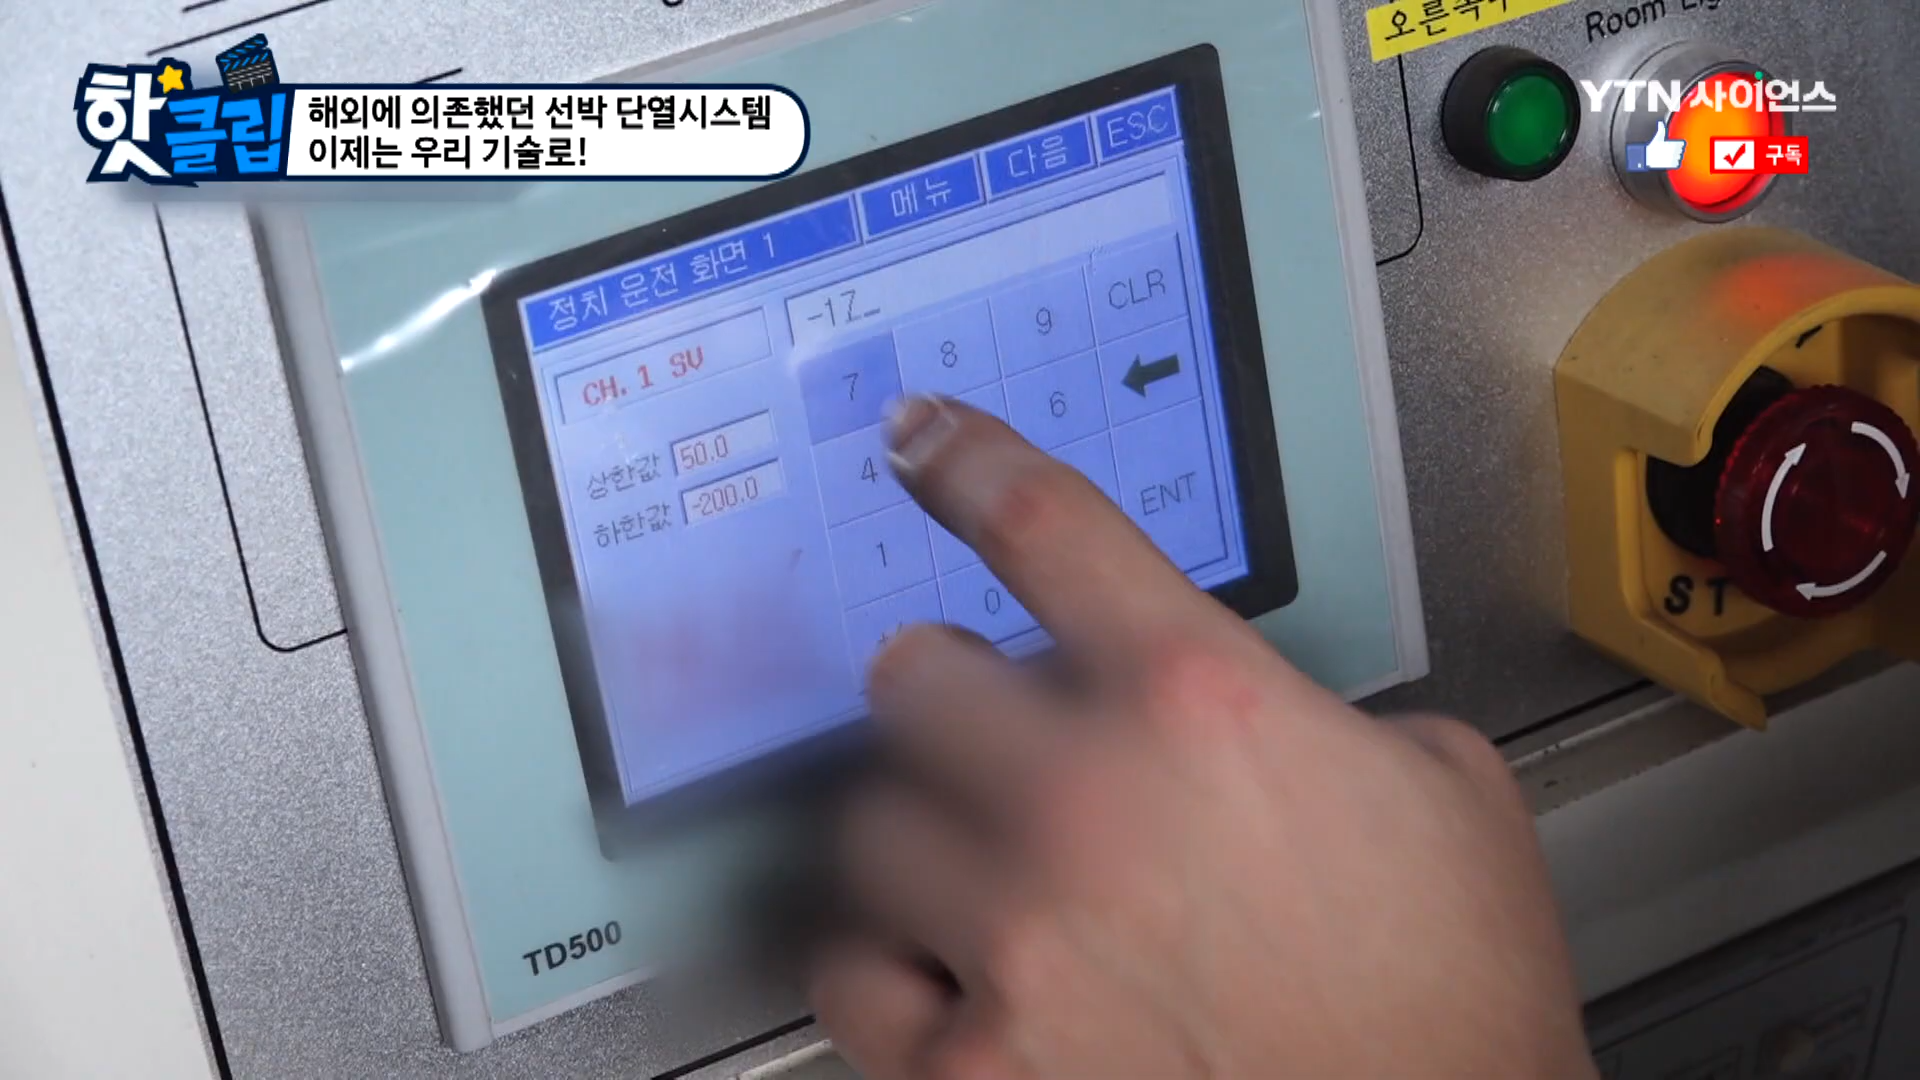 핫클립
해외에 의존했던 선박 단열시스템
이제는 우리 기술로!
YTN 사이언스
구독
Room
정치 운전 화면 1
메뉴
다음
ESC
CH. 1 SV
-17_
7
8
9
CLR
상한값 50.0
4
6
하한값 -200.0
1
ENT
0
ST
TD500